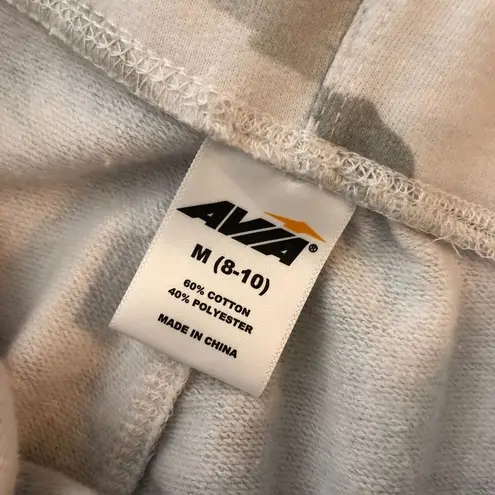 AVIA®
M (8-10)
60% COTTON
40% POLYESTER
MADE IN CHINA